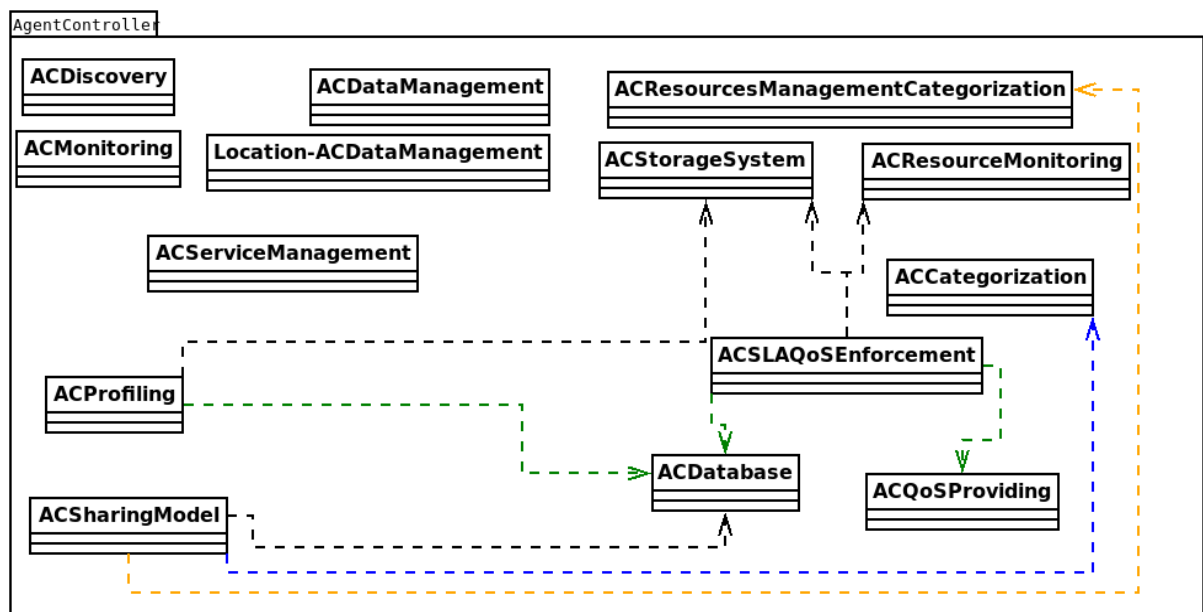 AgentController
ACDiscovery
ACDataManagement
ACResourcesManagementCategorization
ACMonitoring
Location-ACDataManagement
ACStorageSystem
ACResourceMonitoring
ACServiceManagement
ACCategorization
ACSLAQoSEnforcement
ACProfiling
ACDatabase
ACQoSProviding
ACSharingModel